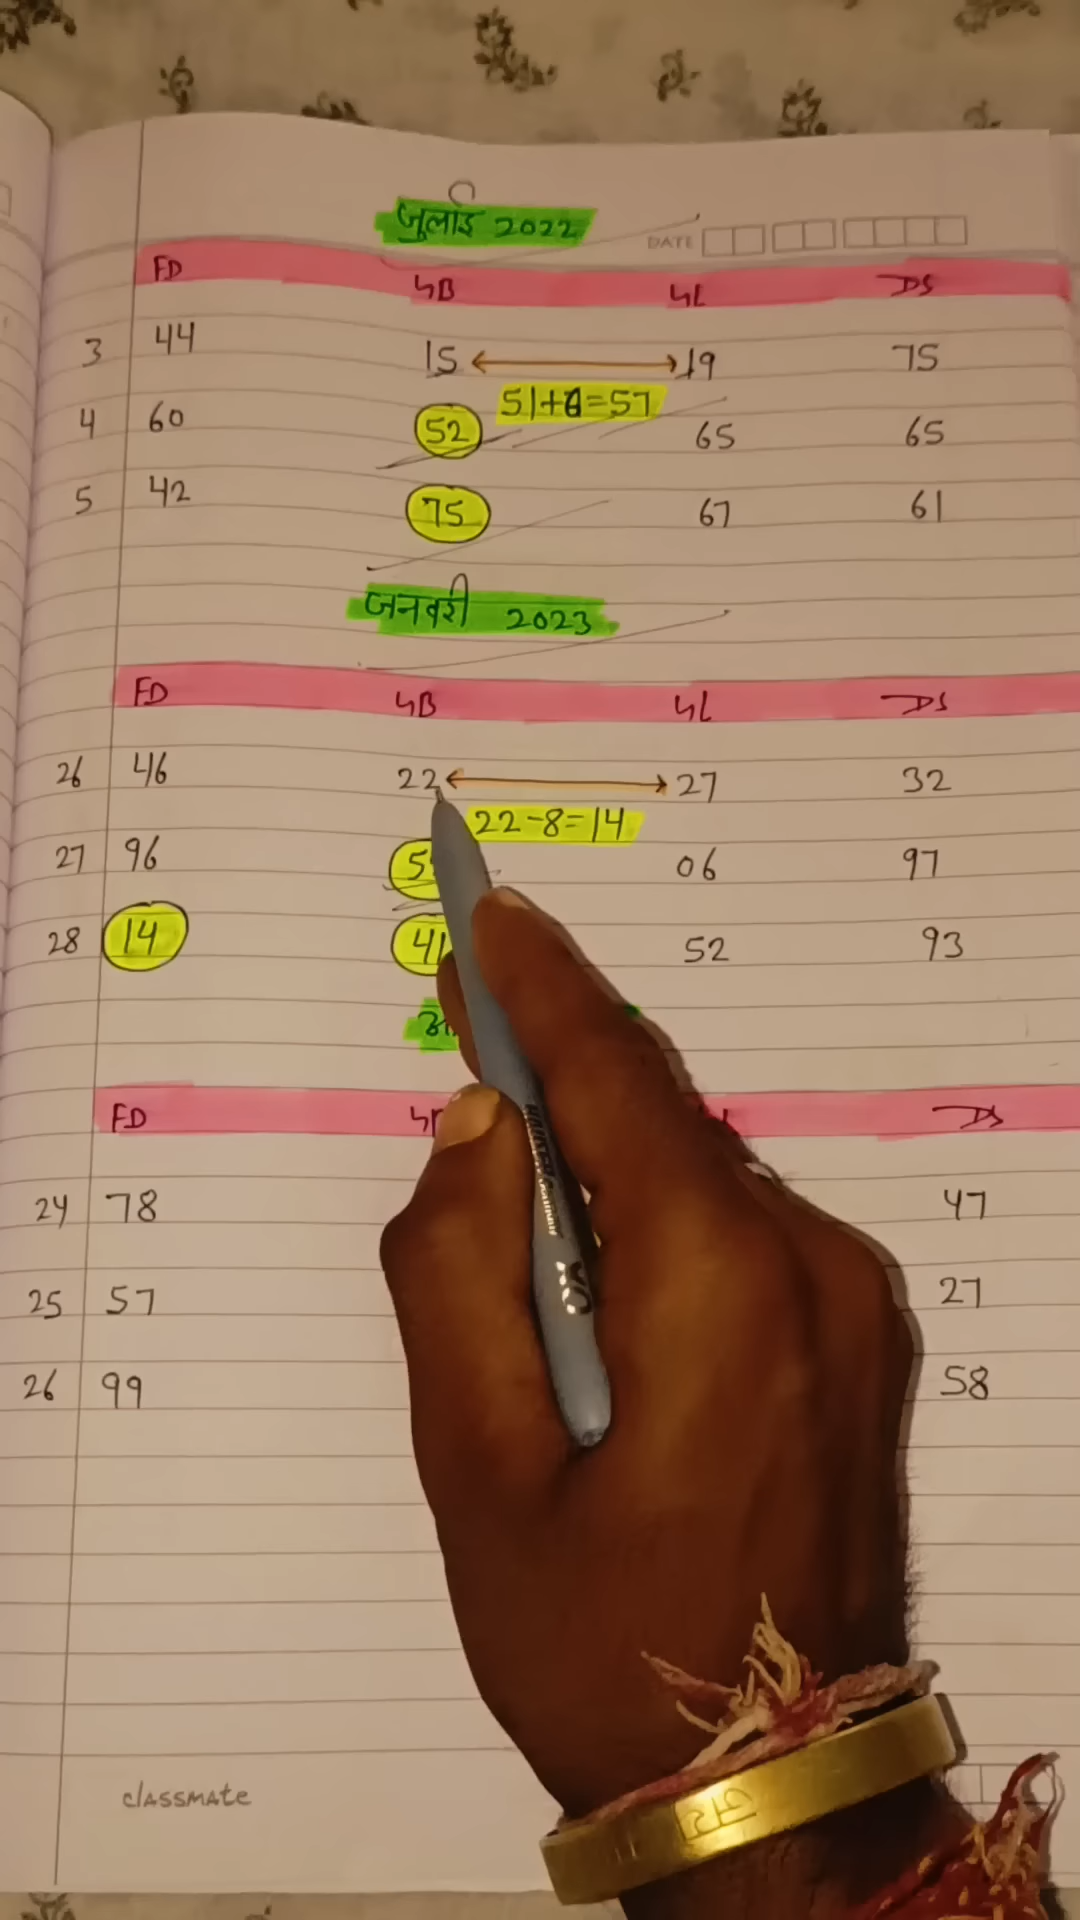 जुलाई 2022
DATE
FD GB GL DS
3 44 15 19 75
51+6=57
4 60 52 65 65
5 42 75 67 61
जनवरी 2023
FD GB GL DS
26 46 22 27 32
22-8=14
27 96 06 97
28 14 41 52 93
FD DS
24 78 47
25 57 27
26 99 58
classmate